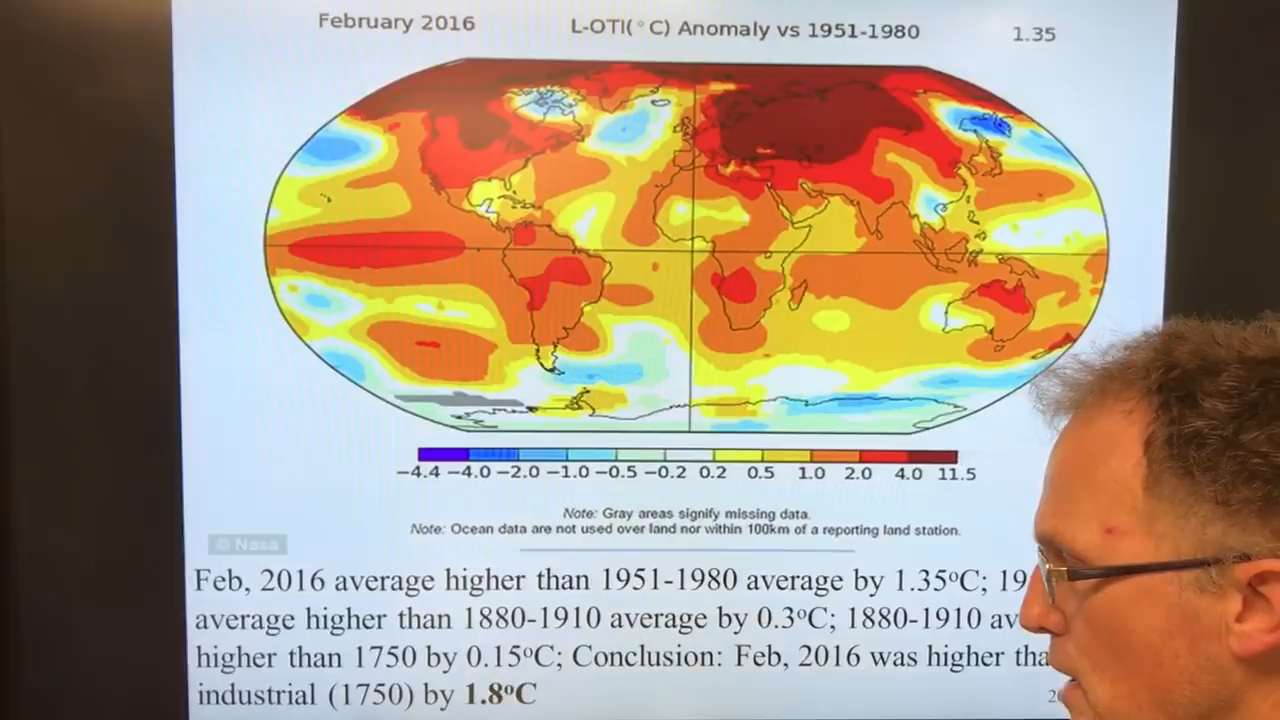 February 2016 L-OTI(°C) Anomaly vs 1951-1980 1.35
−4.4 −4.0 −2.0 −1.0 −0.5 −0.2 0.2 0.5 1.0 2.0 4.0 11.5
Note: Gray areas signify missing data.
Note: Ocean data are not used over land nor within 100km of a reporting land station.
© Nasa
Feb, 2016 average higher than 1951-1980 average by 1.35°C;
average higher than 1880-1910 average by 0.3°C; 1880-1910
higher than 1750 by 0.15°C; Conclusion: Feb, 2016 was higher
industrial (1750) by 1.8°C